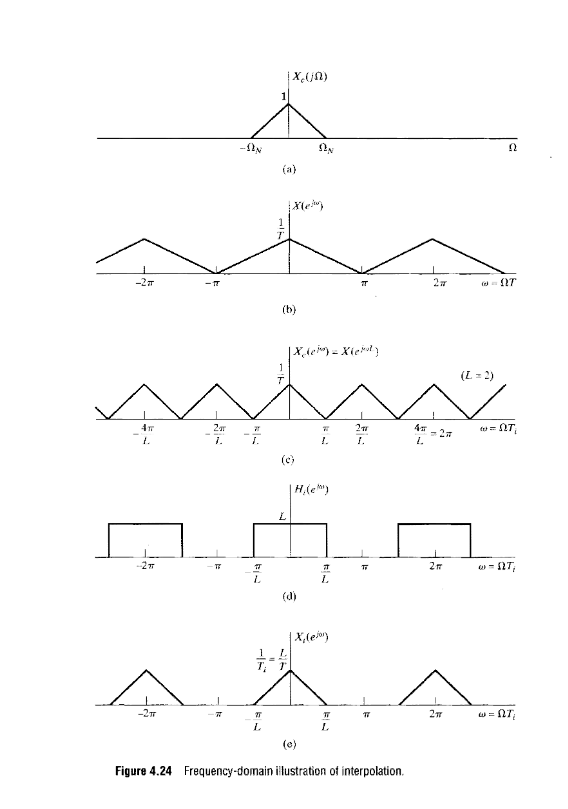 X_c(jΩ)
1
-Ω_N Ω_N Ω
(a)
X(e^{jω})
1/T
-2π -π π 2π ω = ΩT
(b)
X_e(e^{jω}) = X(e^{jωL})
1/T
(L = 2)
-4π/L -2π/L -π/L π/L 2π/L 4π/L = 2π ω = ΩT_i
(c)
H_i(e^{jω})
L
-2π -π -π/L π/L π 2π ω = ΩT_i
(d)
X_i(e^{jω})
1/T_i = L/T
-2π -π -π/L π/L π 2π ω = ΩT_i
(e)
Figure 4.24 Frequency-domain illustration of interpolation.